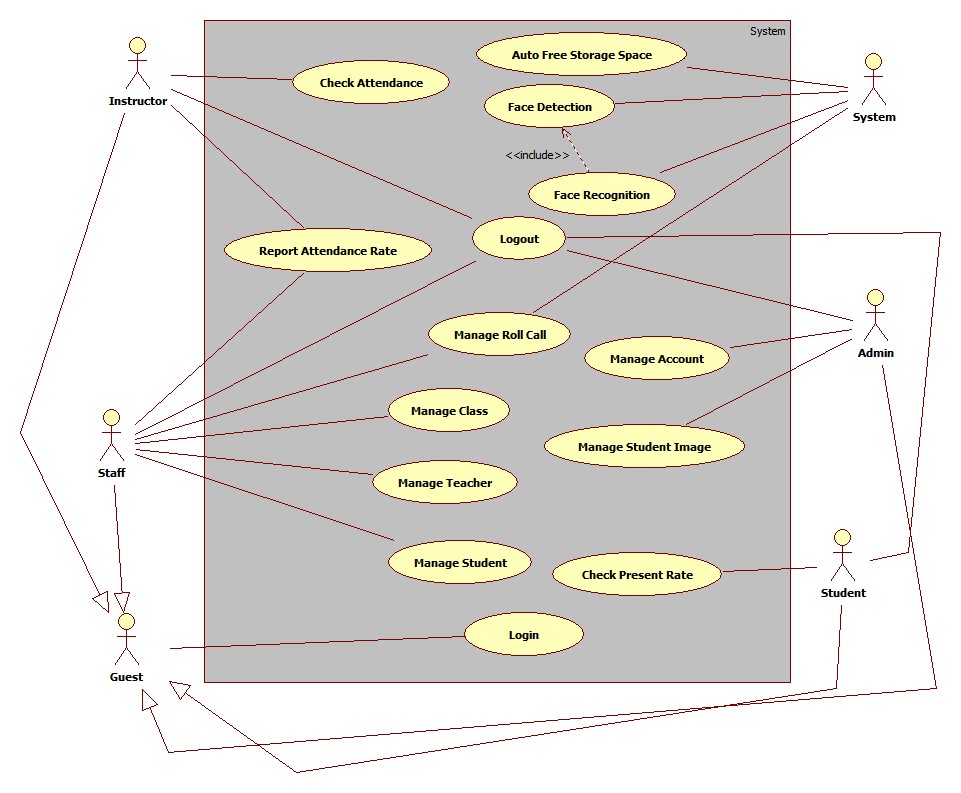 System
Auto Free Storage Space
Instructor
Check Attendance
Face Detection
System
<<include>>
Face Recognition
Logout
Report Attendance Rate
Manage Roll Call
Manage Account
Admin
Manage Class
Manage Student Image
Staff
Manage Teacher
Manage Student
Check Present Rate
Student
Login
Guest